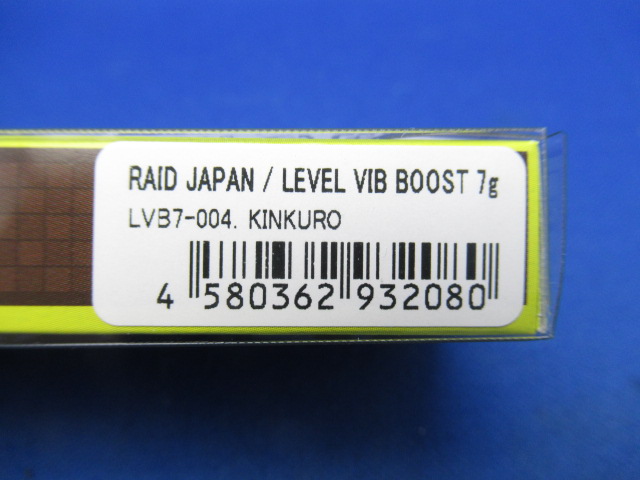 RAID JAPAN / LEVEL VIB BOOST 7g
LVB7-004. KINKURO
4 580362 932080